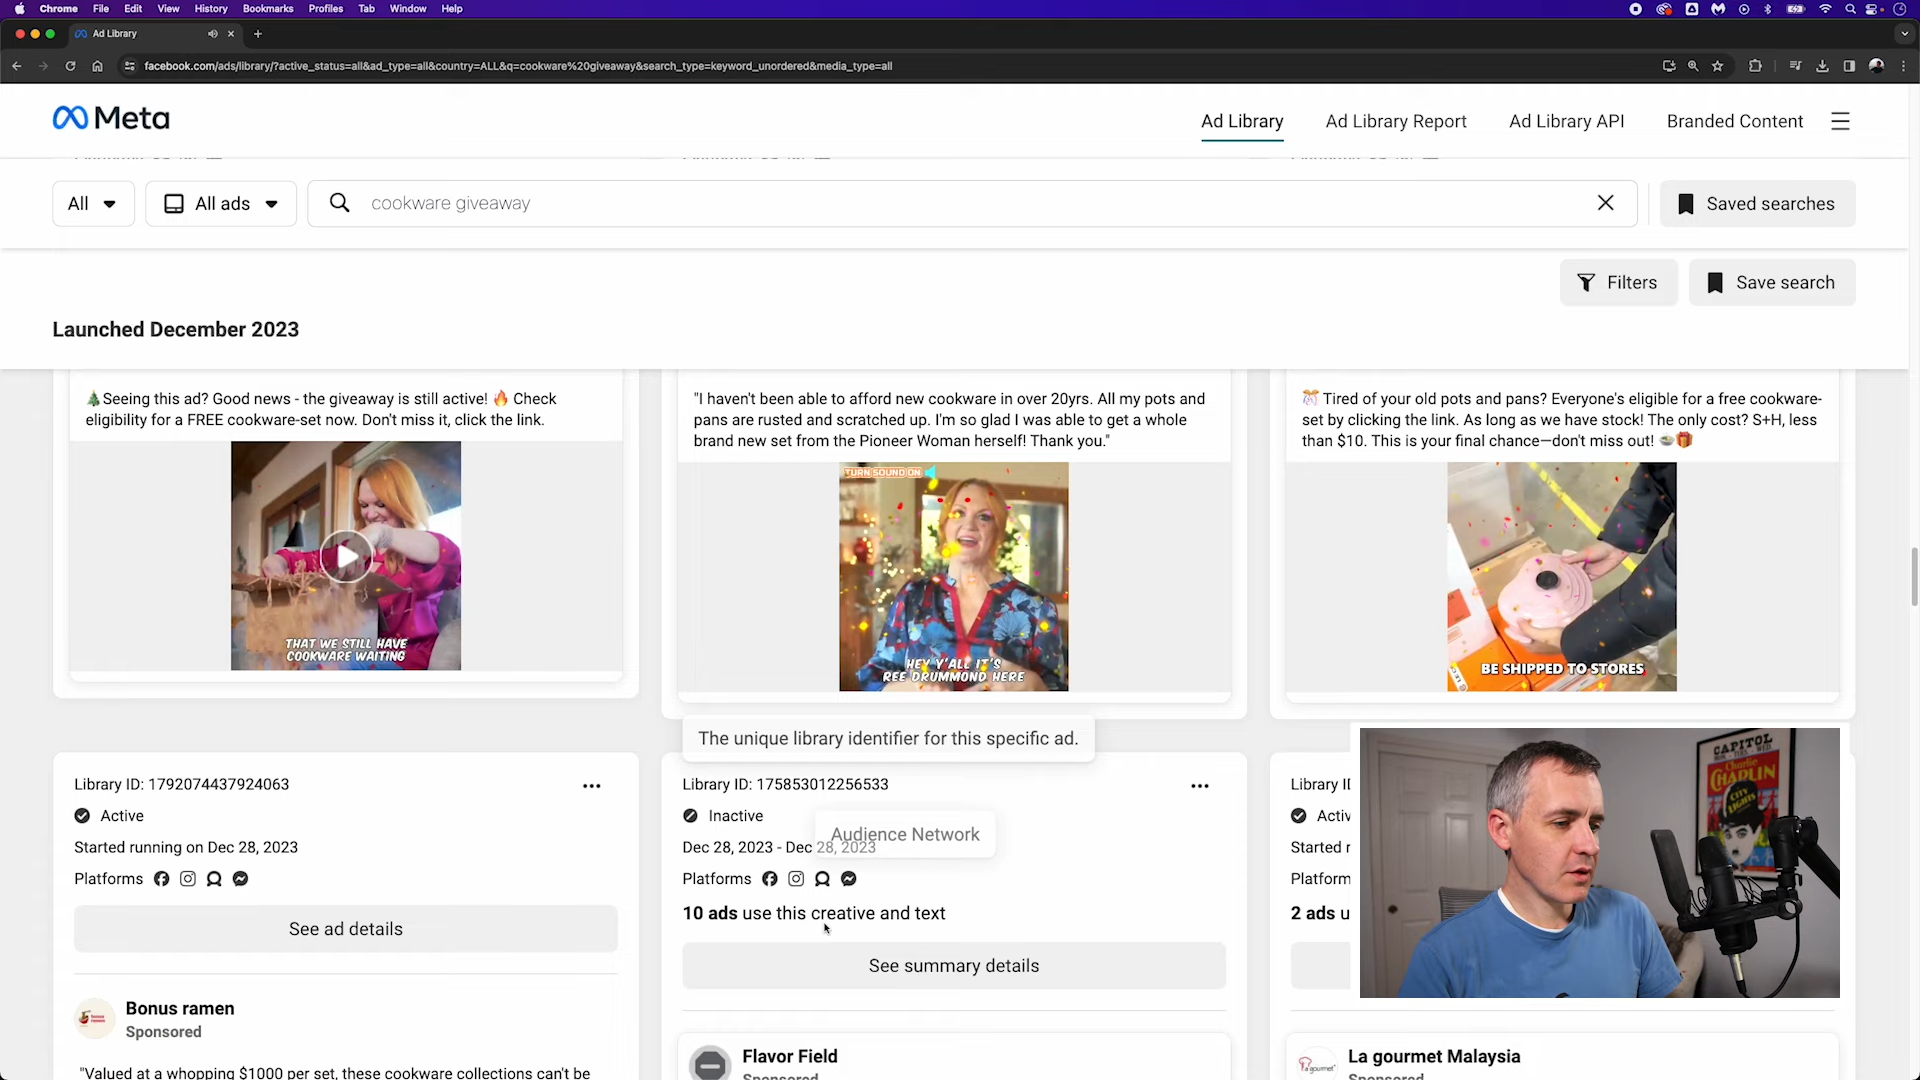 Chrome File Edit View History Bookmarks Profiles Tab Window Help
Ad Library
facebook.com/ads/library/?active_status=all&ad_type=all&country=ALL&q=cookware%20giveaway&search_type=keyword_unordered&media_type=all
Meta
Ad Library
Ad Library Report
Ad Library API
Branded Content
All
All ads
cookware giveaway
Saved searches
Filters
Save search
Launched December 2023
🎄Seeing this ad? Good news - the giveaway is still active! 🔥 Check
eligibility for a FREE cookware-set now. Don't miss it, click the link.
THAT WE STILL HAVE
COOKWARE WAITING
"I haven't been able to afford new cookware in over 20yrs. All my pots and
pans are rusted and scratched up. I'm so glad I was able to get a whole
brand new set from the Pioneer Woman herself! Thank you."
TURN SOUND ON
HEY Y'ALL IT'S
REE DRUMMOND HERE
🎊 Tired of your old pots and pans? Everyone's eligible for a free cookware-
set by clicking the link. As long as we have stock! The only cost? S+H, less
than $10. This is your final chance—don't miss out! 🍲🎁
BE SHIPPED TO STORES
The unique library identifier for this specific ad.
Library ID: 1792074437924063
Active
Started running on Dec 28, 2023
Platforms
See ad details
Bonus ramen
Sponsored
"Valued at a whopping $1000 per set, these cookware collections can't be
Library ID: 175853012256533
Inactive
Audience Network
Dec 28, 2023 - Dec 28, 2023
Platforms
10 ads use this creative and text
See summary details
Flavor Field
Sponsored
Library ID
Activ
Started r
Platform
2 ads u
La gourmet Malaysia
Sponsored
CAPITOL
Charlie
CHAPLIN
CITY
LIGHTS